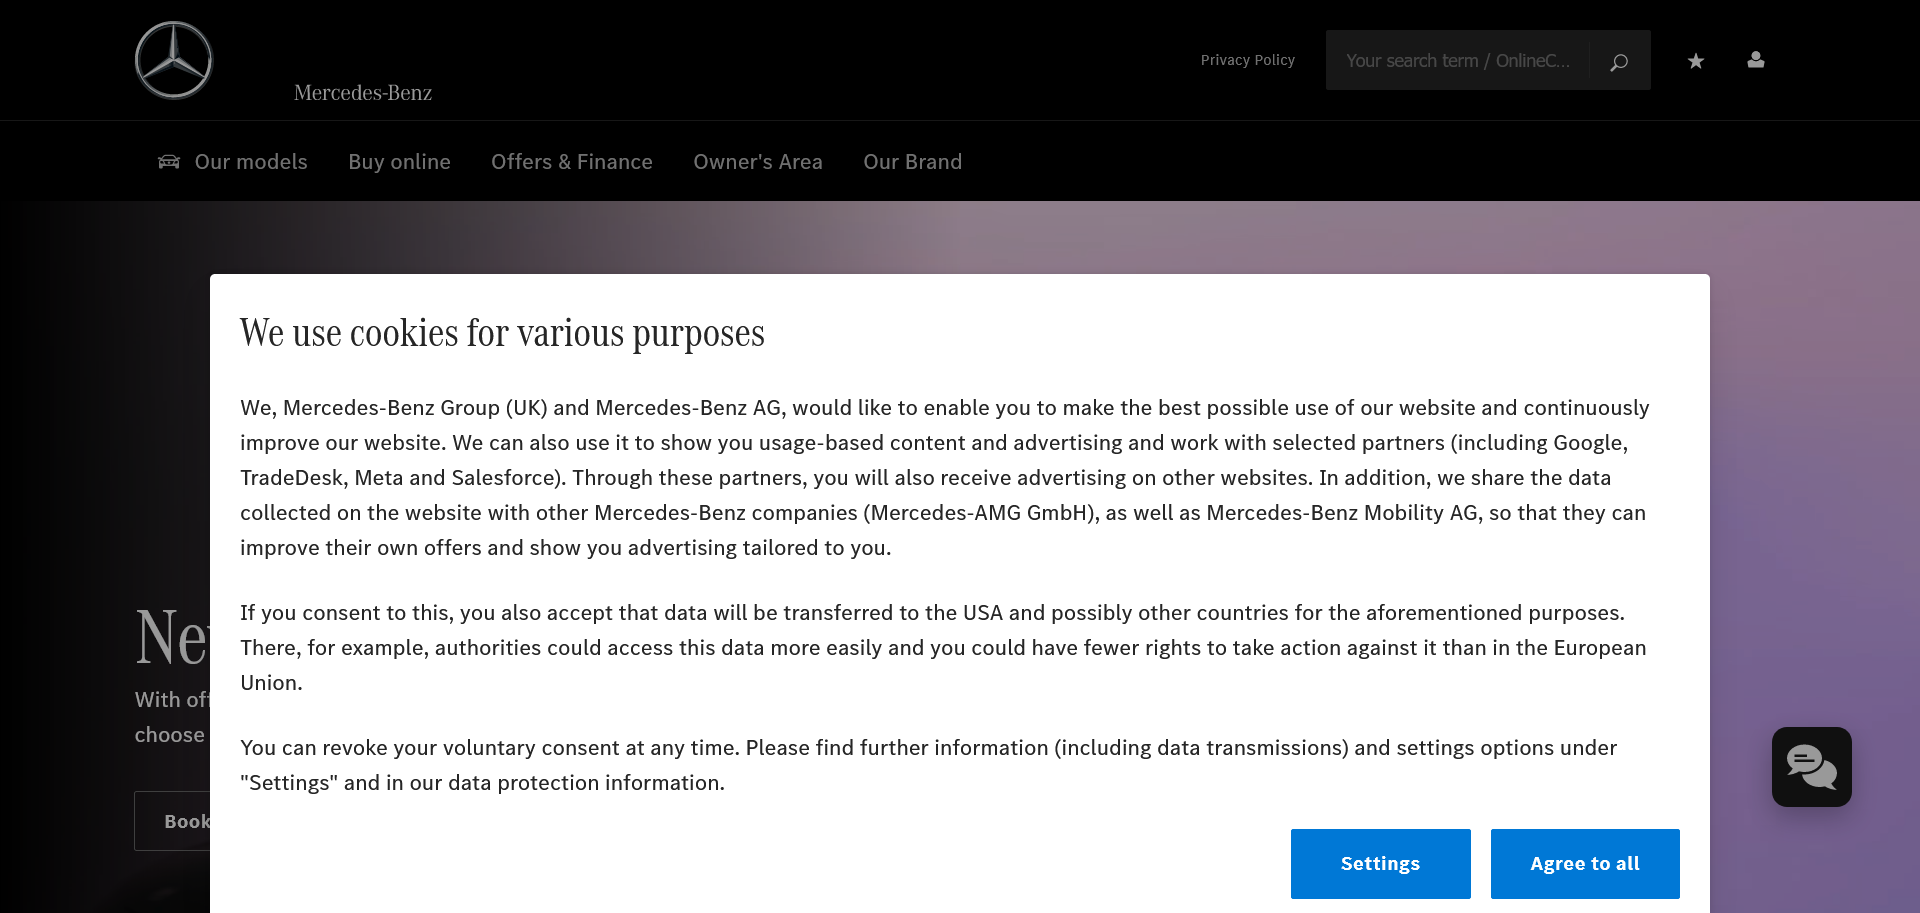 Mercedes-Benz
Privacy Policy
Your search term / OnlineC...
Our models
Buy online
Offers & Finance
Owner's Area
Our Brand
We use cookies for various purposes
We, Mercedes-Benz Group (UK) and Mercedes-Benz AG, would like to enable you to make the best possible use of our website and continuously
improve our website. We can also use it to show you usage-based content and advertising and work with selected partners (including Google,
TradeDesk, Meta and Salesforce). Through these partners, you will also receive advertising on other websites. In addition, we share the data
collected on the website with other Mercedes-Benz companies (Mercedes-AMG GmbH), as well as Mercedes-Benz Mobility AG, so that they can
improve their own offers and show you advertising tailored to you.
If you consent to this, you also accept that data will be transferred to the USA and possibly other countries for the aforementioned purposes.
There, for example, authorities could access this data more easily and you could have fewer rights to take action against it than in the European
Union.
You can revoke your voluntary consent at any time. Please find further information (including data transmissions) and settings options under
"Settings" and in our data protection information.
With
choose
Book
Settings
Agree to all